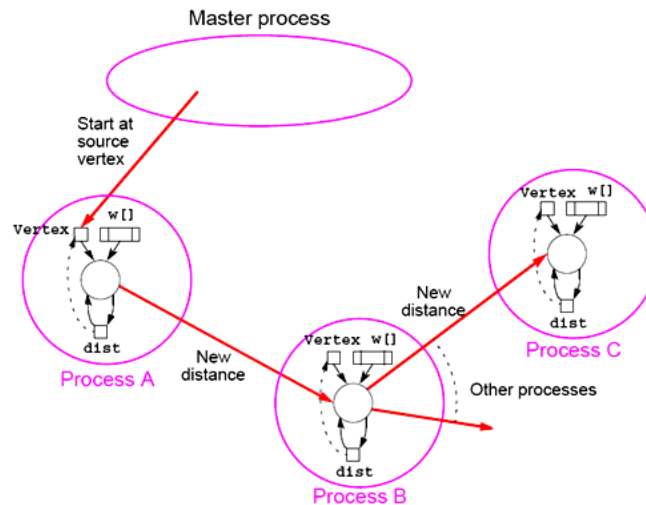 Master process
Start at
source
vertex
Vertex w[]
dist
Process A
New
distance
Vertex w[]
dist
Process B
New
distance
Other processes
Vertex w[]
dist
Process C